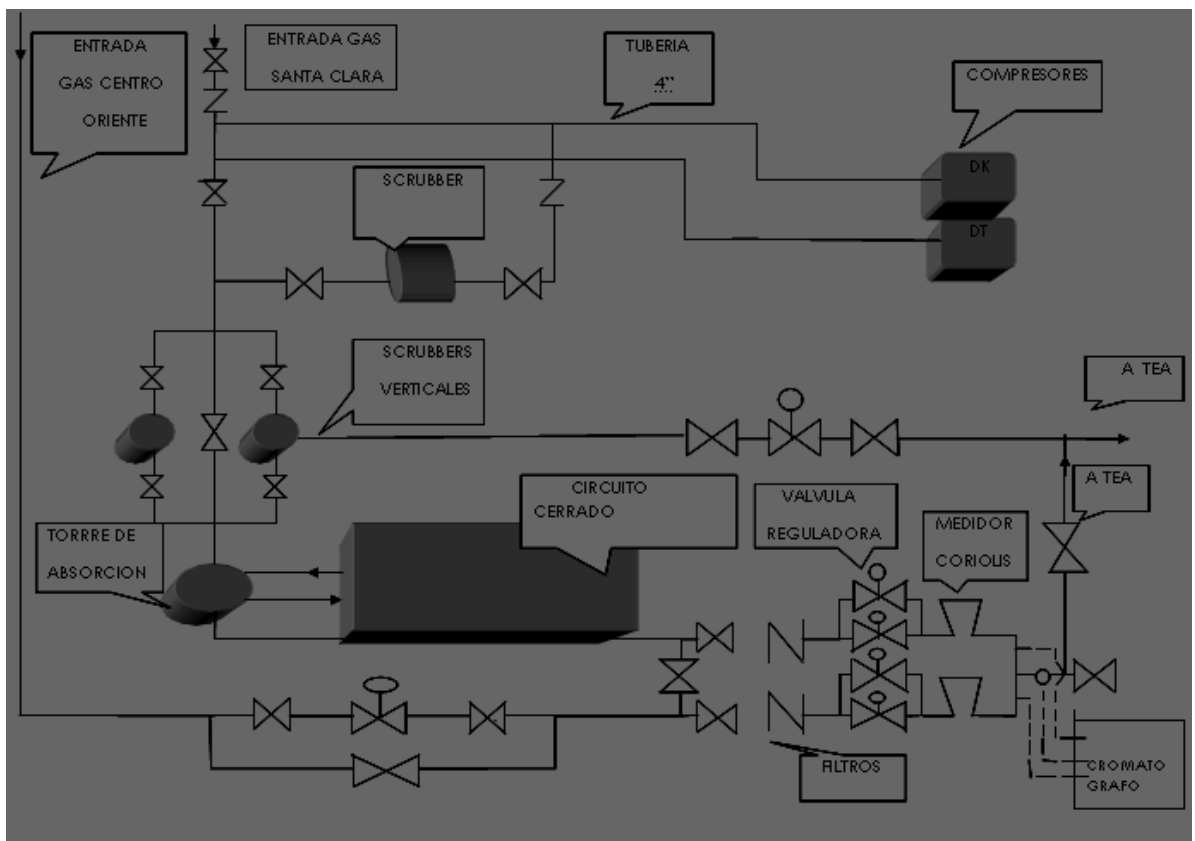 ENTRADA
GAS CENTRO
ORIENTE
ENTRADA GAS
SANTA CLARA
TUBERIA
4"
COMPRESORES
DK
DT
SCRUBBER
SCRUBBERS
VERTICALES
A TEA
A TEA
CIRCUITO
CERRADO
VALVULA
REGULADORA
MEDIDOR
CORIOLIS
TORRRE DE
ABSORCION
FILTROS
CROMATO
GRAFO